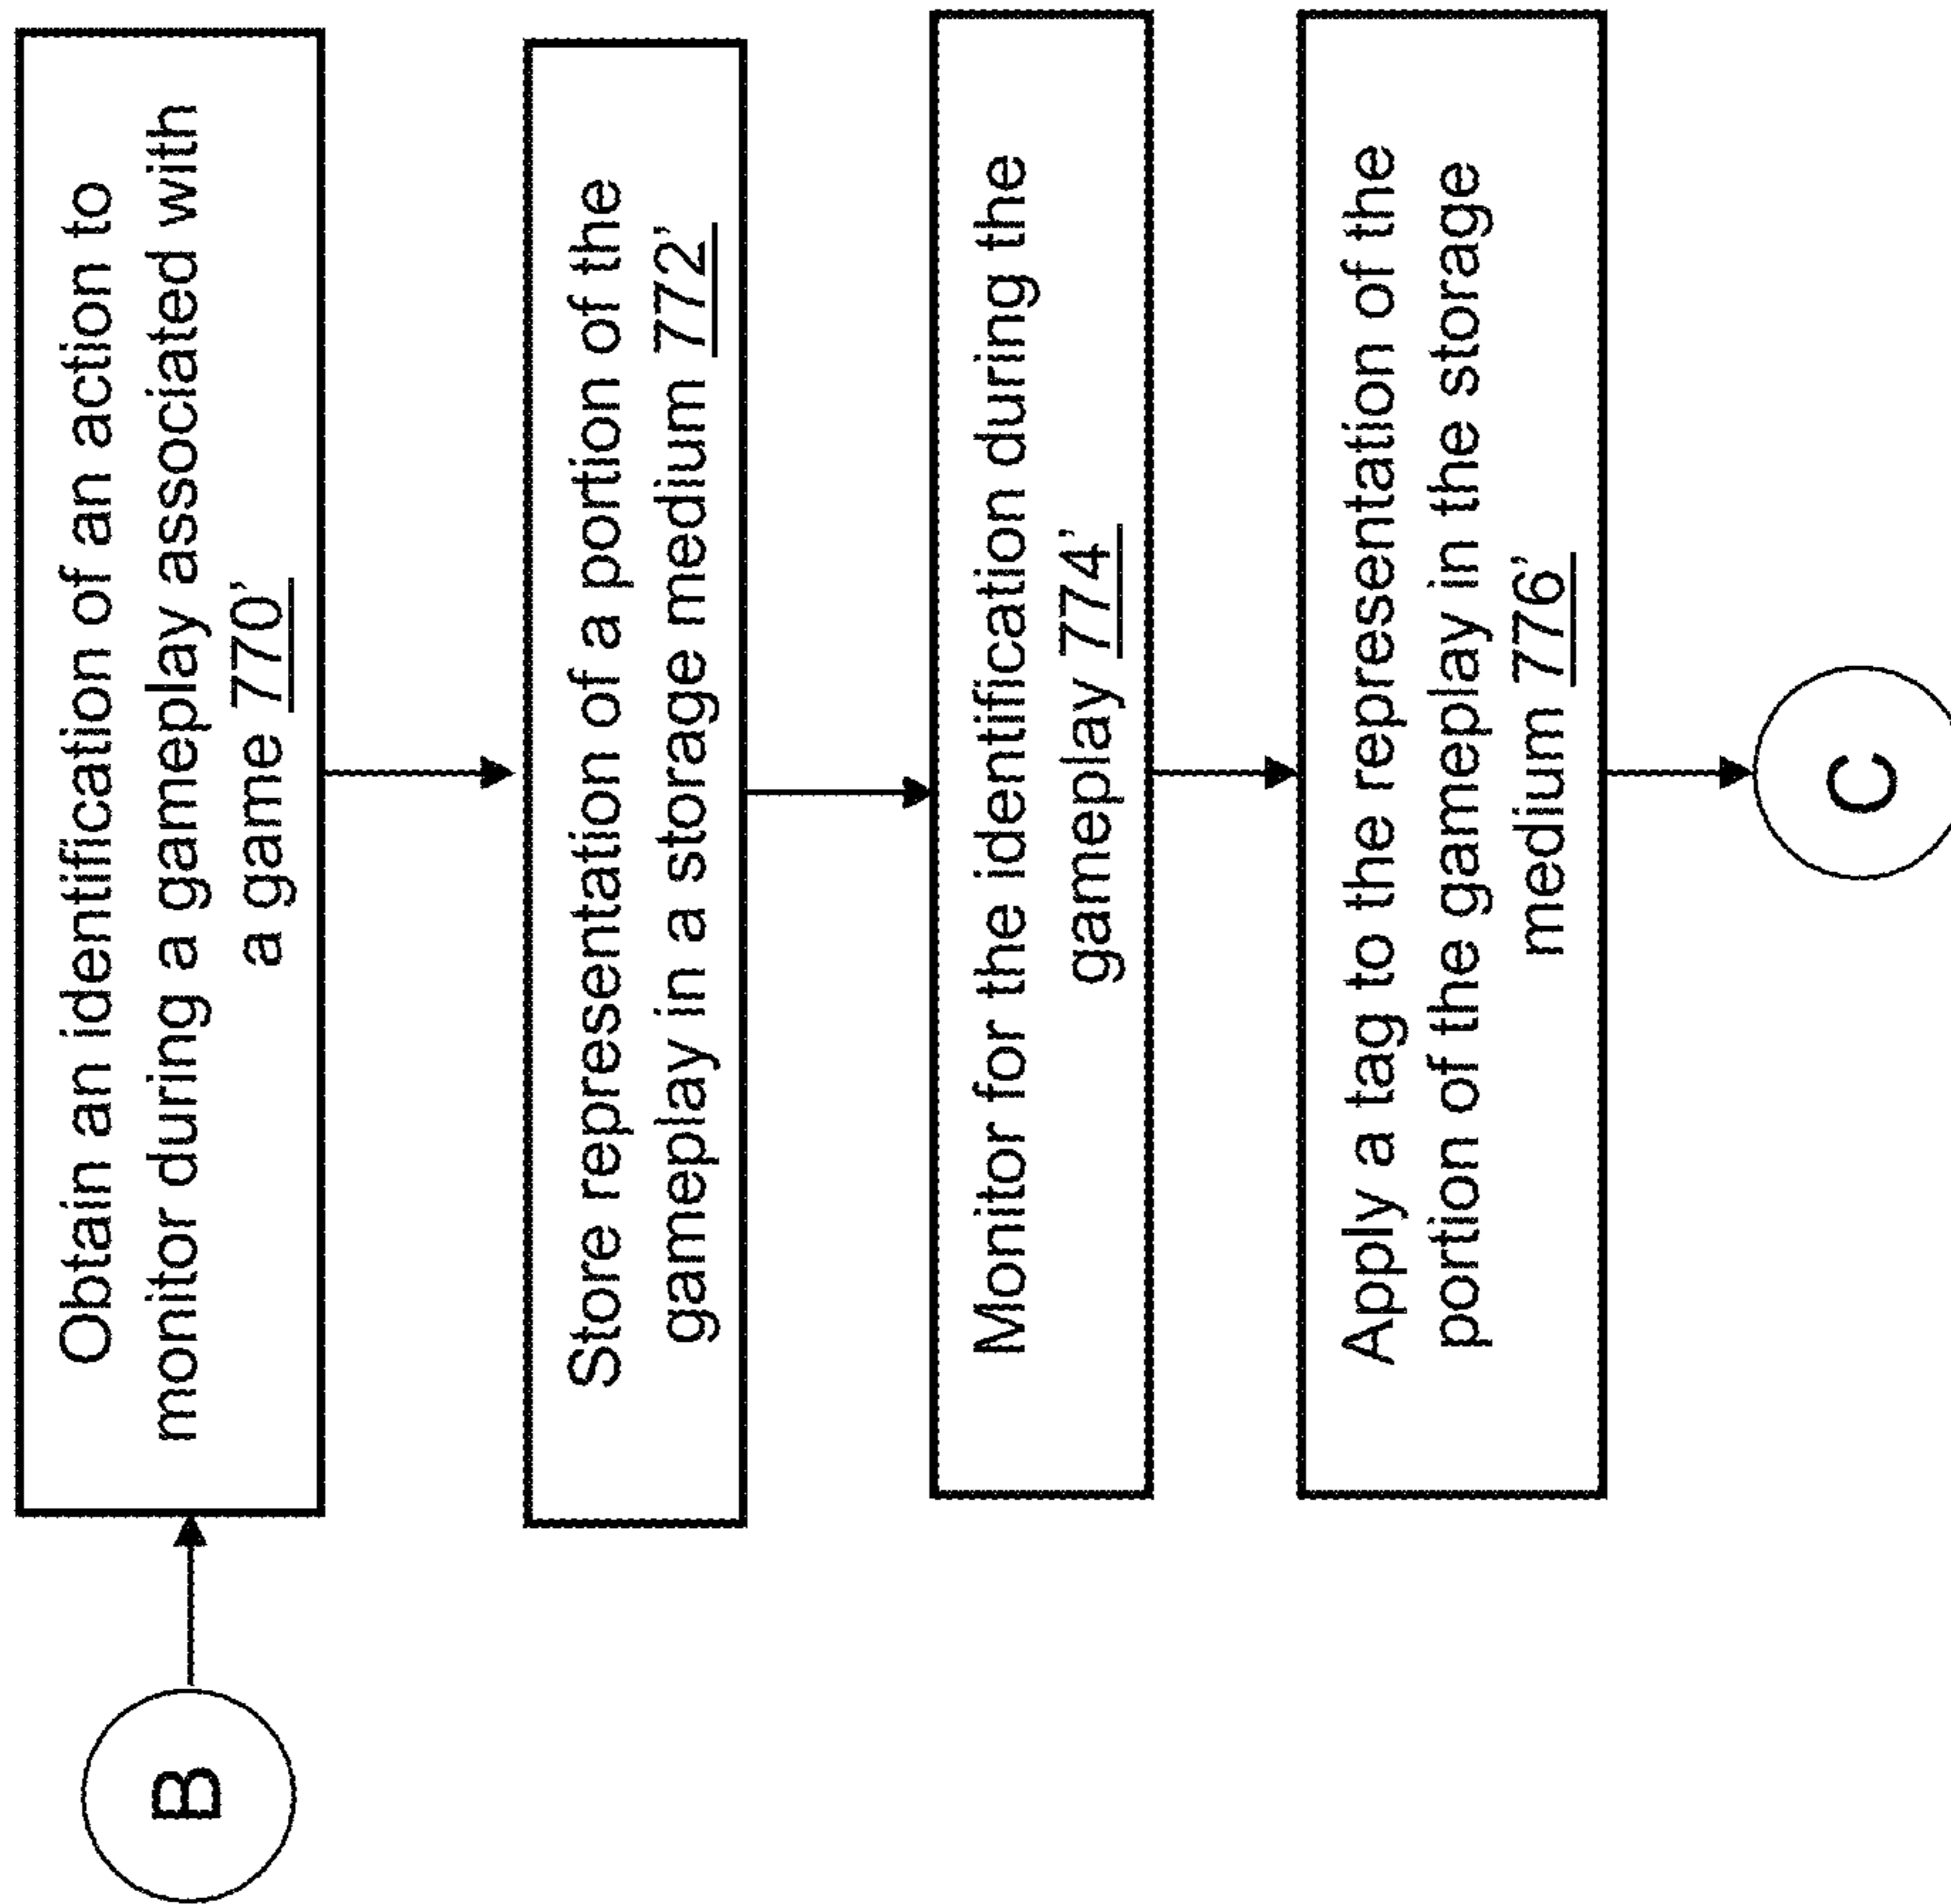 B
Obtain an identification of an action to
monitor during a gameplay associated with
a game 770’
Store representation of a portion of the
gameplay in a storage medium 772’
Monitor for the identification during the
gameplay 774’
Apply a tag to the representation of the
portion of the gameplay in the storage
medium 776’
C